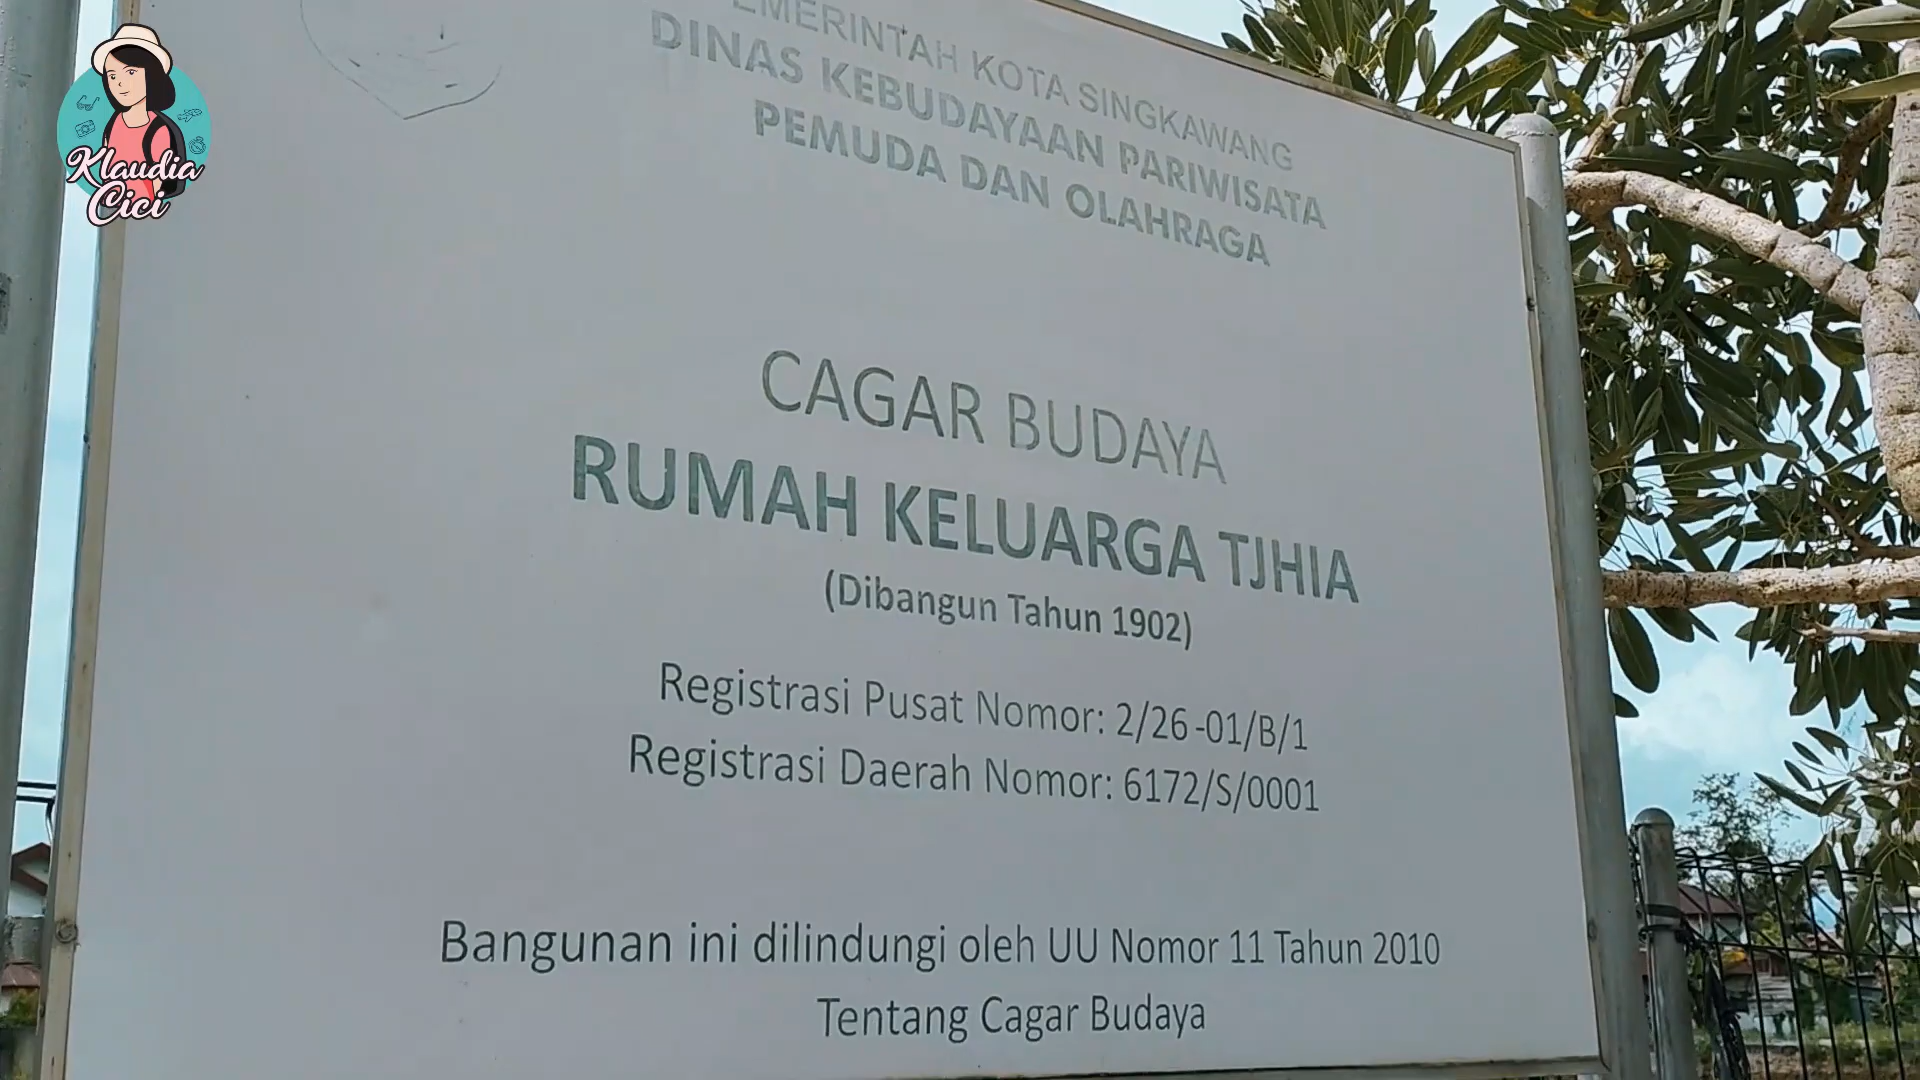 Klaudia
Cici
PEMERINTAH KOTA SINGKAWANG
DINAS KEBUDAYAAN PARIWISATA
PEMUDA DAN OLAHRAGA
CAGAR BUDAYA
RUMAH KELUARGA TJHIA
(Dibangun Tahun 1902)
Registrasi Pusat Nomor: 2/26-01/B/1
Registrasi Daerah Nomor: 6172/S/0001
Bangunan ini dilindungi oleh UU Nomor 11 Tahun 2010
Tentang Cagar Budaya